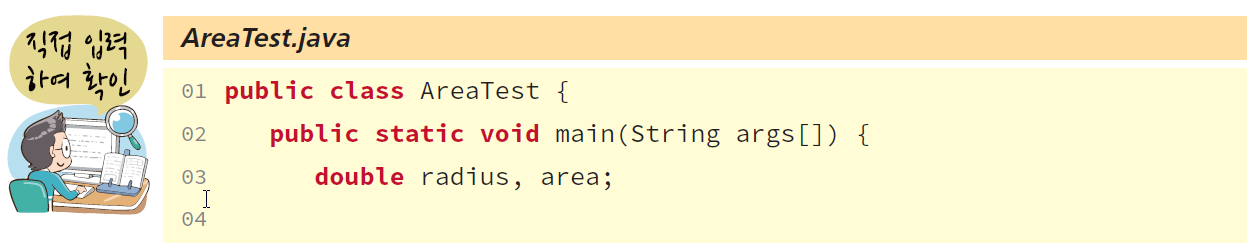 직접 입력
하여 확인
AreaTest.java
01 public class AreaTest {
02 public static void main(String args[]) {
03 double radius, area;
04